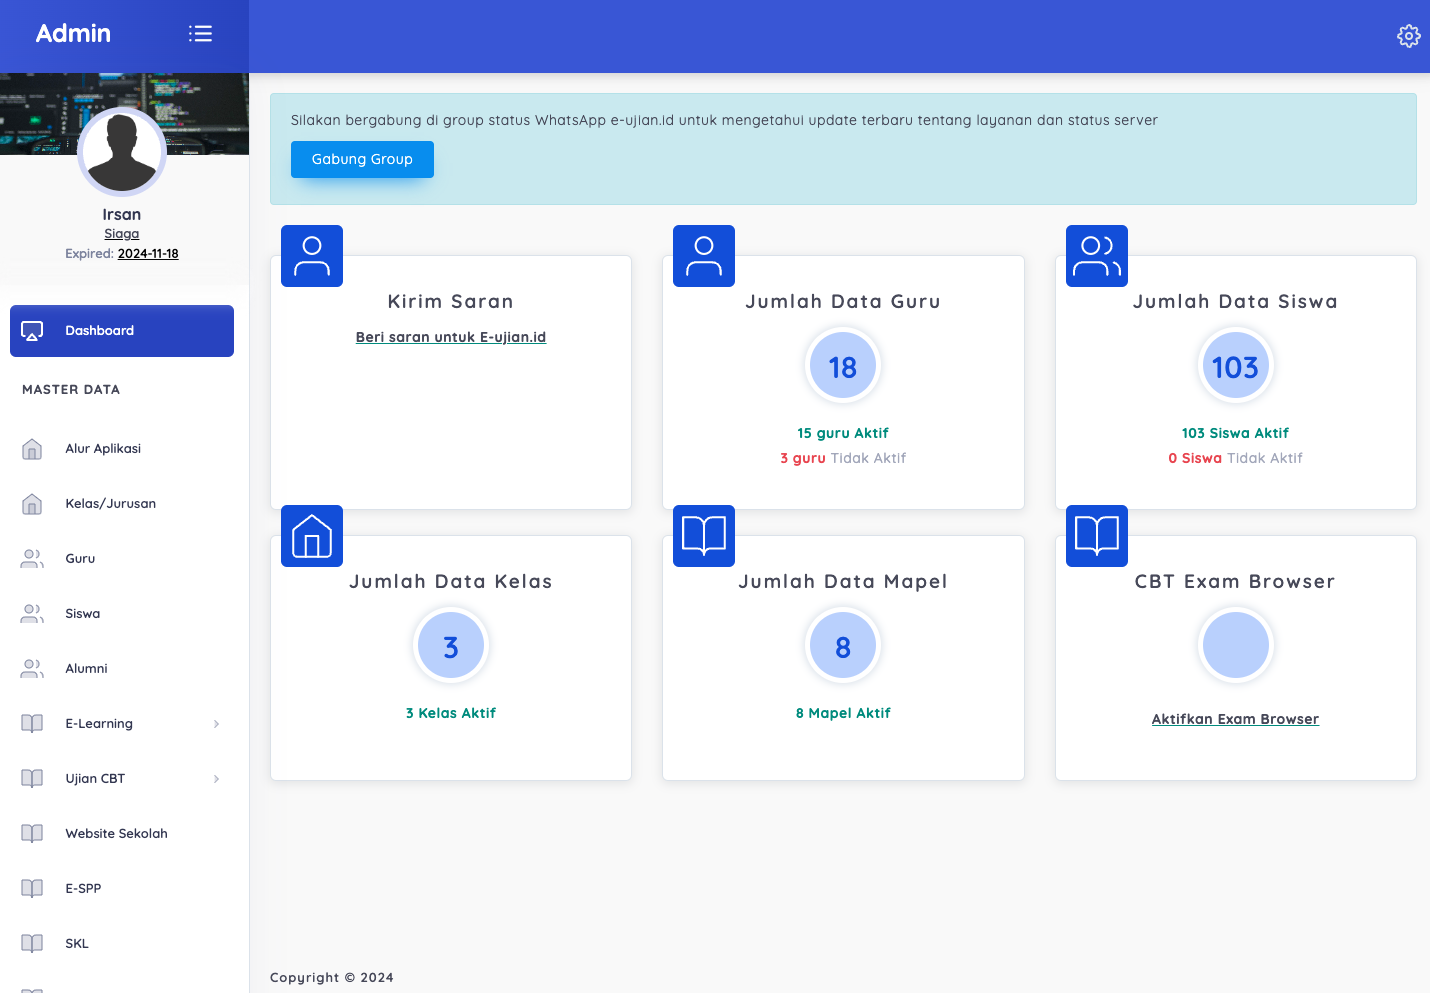 Admin
Irsan
Siaga
Expired: 2024-11-18
Dashboard
MASTER DATA
Alur Aplikasi
Kelas/Jurusan
Guru
Siswa
Alumni
E-Learning
Ujian CBT
Website Sekolah
E-SPP
SKL
Silakan bergabung di group status WhatsApp e-ujian.id untuk mengetahui update terbaru tentang layanan dan status server
Gabung Group
Kirim Saran
Beri saran untuk E-ujian.id
Jumlah Data Guru
18
15 guru Aktif
3 guru Tidak Aktif
Jumlah Data Siswa
103
103 Siswa Aktif
0 Siswa Tidak Aktif
Jumlah Data Kelas
3
3 Kelas Aktif
Jumlah Data Mapel
8
8 Mapel Aktif
CBT Exam Browser
Aktifkan Exam Browser
Copyright © 2024